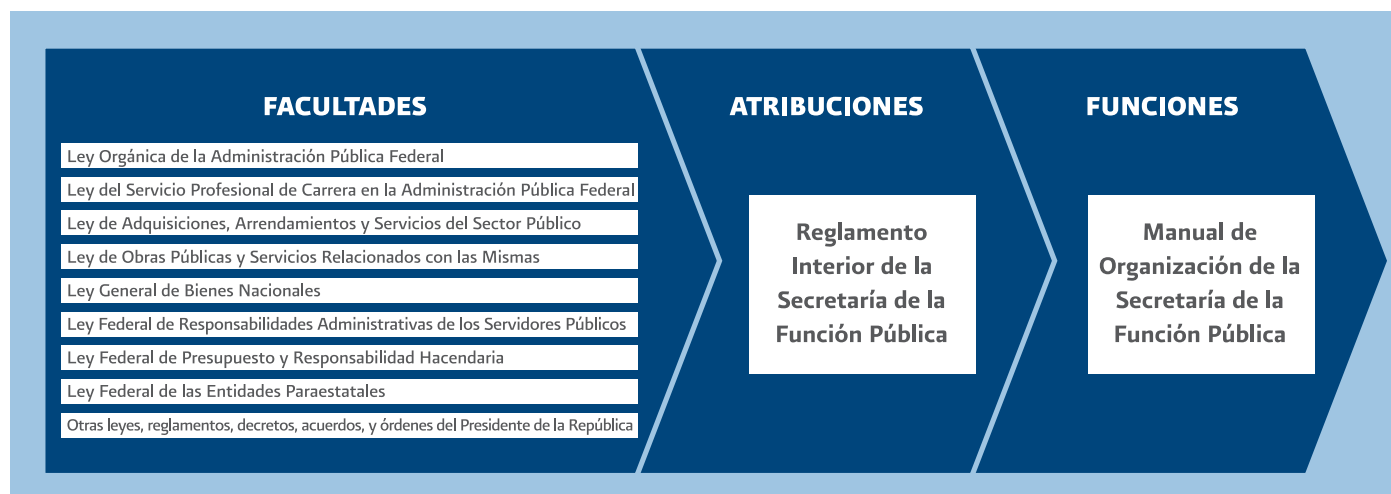 FACULTADES
Ley Orgánica de la Administración Pública Federal
Ley del Servicio Profesional de Carrera en la Administración Pública Federal
Ley de Adquisiciones, Arrendamientos y Servicios del Sector Público
Ley de Obras Públicas y Servicios Relacionados con las Mismas
Ley General de Bienes Nacionales
Ley Federal de Responsabilidades Administrativas de los Servidores Públicos
Ley Federal de Presupuesto y Responsabilidad Hacendaria
Ley Federal de las Entidades Paraestatales
Otras leyes, reglamentos, decretos, acuerdos, y órdenes del Presidente de la República
ATRIBUCIONES
Reglamento
Interior de la
Secretaría de la
Función Pública
FUNCIONES
Manual de
Organización de la
Secretaría de la
Función Pública